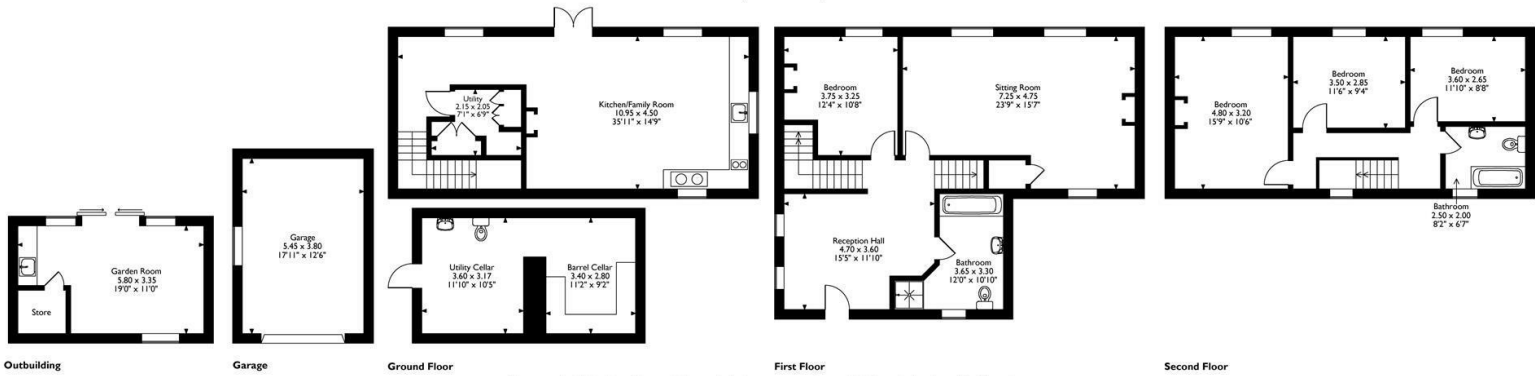 Garden Room
5.80 x 3.35
19'0" x 11'0"
Store
Outbuilding
Garage
5.45 x 3.80
17'11" x 12'6"
Garage
Utility
2.15 x 2.05
7'1" x 6'9"
Kitchen/Family Room
10.95 x 4.50
35'11" x 14'9"
Utility Cellar
3.60 x 3.17
11'10" x 10'5"
Barrel Cellar
3.40 x 2.80
11'2" x 9'2"
Ground Floor
Bedroom
3.75 x 3.25
12'4" x 10'8"
Sitting Room
7.25 x 4.75
23'9" x 15'7"
Reception Hall
4.70 x 3.60
15'5" x 11'10"
Bathroom
3.65 x 3.30
12'0" x 10'10"
First Floor
Bedroom
4.80 x 3.20
15'9" x 10'6"
Bedroom
3.50 x 2.85
11'6" x 9'4"
Bedroom
3.60 x 2.65
11'10" x 8'8"
Bathroom
2.50 x 2.00
8'2" x 6'7"
Second Floor